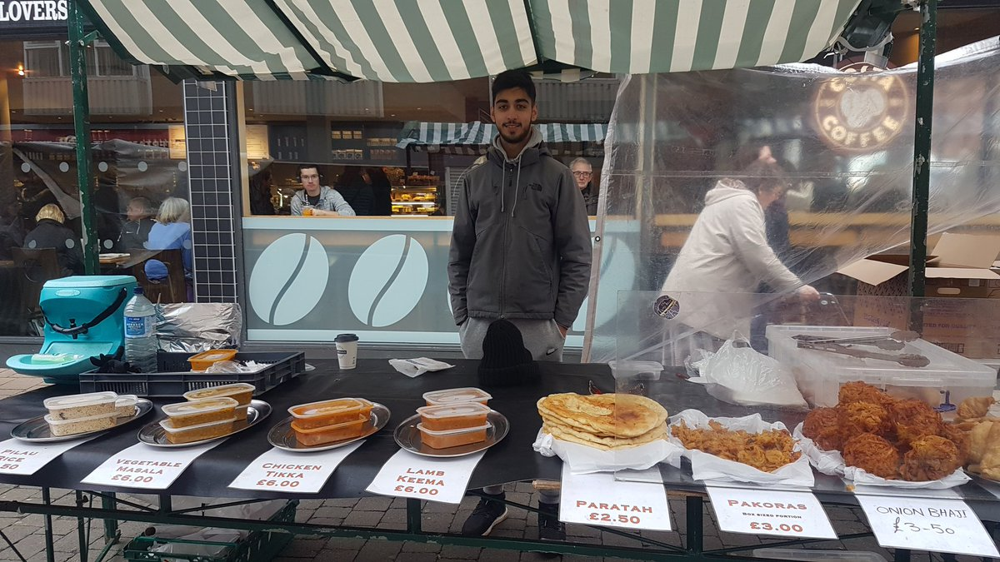 LOVERS
COFFEE
PILAU
RICE
.50
VEGETABLE
MASALA
£6.00
CHICKEN
TIKKA
£6.00
LAMB
KEEMA
£6.00
PARATAH
£2.50
PAKORAS
BOX SIZED PORTION
£3.00
ONION BHAJI
£3-50